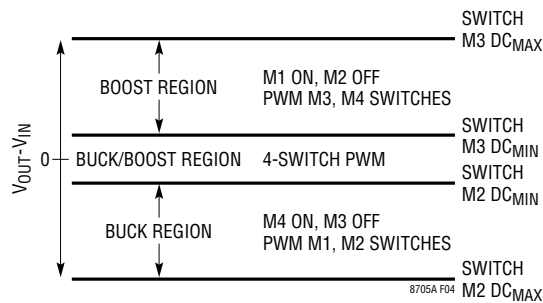 SWITCH
M3 DCMAX
BOOST REGION
M1 ON, M2 OFF
PWM M3, M4 SWITCHES
SWITCH
M3 DCMIN
VOUT-VIN
0
BUCK/BOOST REGION
4-SWITCH PWM
SWITCH
M2 DCMIN
BUCK REGION
M4 ON, M3 OFF
PWM M1, M2 SWITCHES
8705A F04
SWITCH
M2 DCMAX